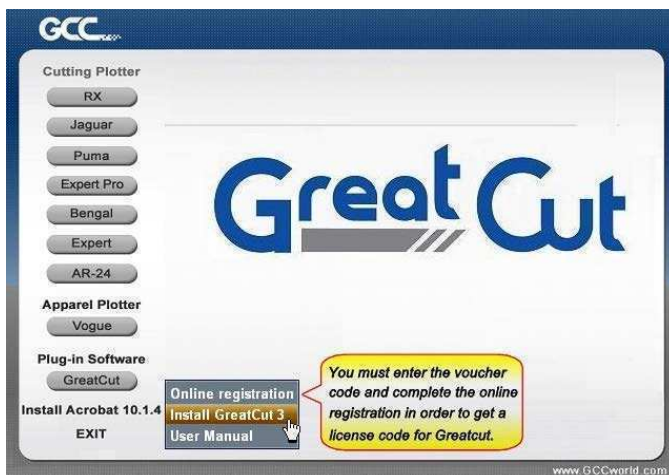 GCC
Cutting Plotter
RX
Jaguar
Puma
Expert Pro
Bengal
Expert
AR-24
Apparel Plotter
Vogue
Plug-in Software
GreatCut
Install Acrobat 10.1.4
EXIT
Great Cut
Online registration
Install GreatCut 3
User Manual
You must enter the voucher
code and complete the online
registration in order to get a
license code for Greatcut.
www.GCCworld.com